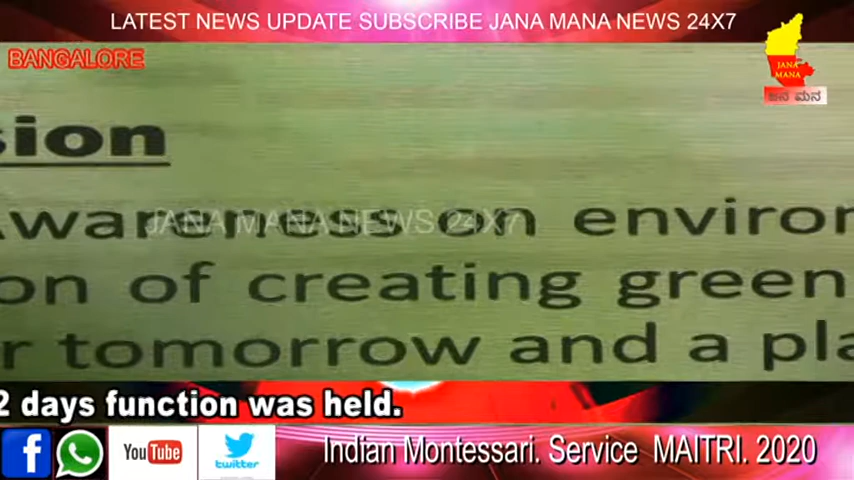 LATEST NEWS UPDATE SUBSCRIBE JANA MANA NEWS 24X7
BANGALORE
JANA
MANA
ಜನ ಮನ
sion
Awareness on environ
JANA MANA NEWS 24X7
on of creating green
r tomorrow and a pla
2 days function was held.
f
YouTube
twitter
Indian Montessari. Service MAITRI. 2020